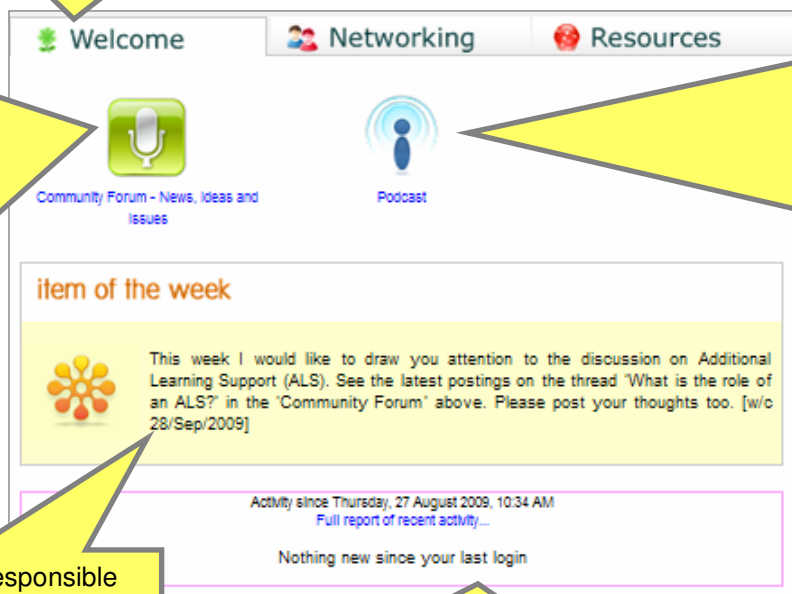 Welcome
Networking
Resources
Community Forum - News, Ideas and
Issues
Podcast
item of the week
This week I would like to draw you attention to the discussion on Additional
Learning Support (ALS). See the latest postings on the thread "What is the role of
an ALS?" in the "Community Forum" above. Please post your thoughts too. [w/c
28/Sep/2009]
Activity since Thursday, 27 August 2009, 10:34 AM
Full report of recent activity...
Nothing new since your last login
esponsible